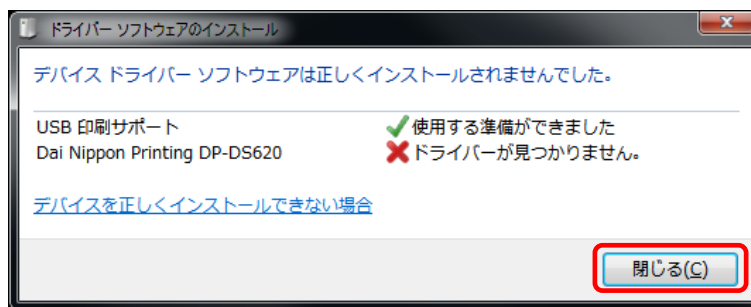 ドライバー ソフトウェアのインストール
デバイス ドライバー ソフトウェアは正しくインストールされませんでした。
USB 印刷サポート 使用する準備ができました
Dai Nippon Printing DP-DS620 ドライバーが見つかりません。
デバイスを正しくインストールできない場合
閉じる(C)